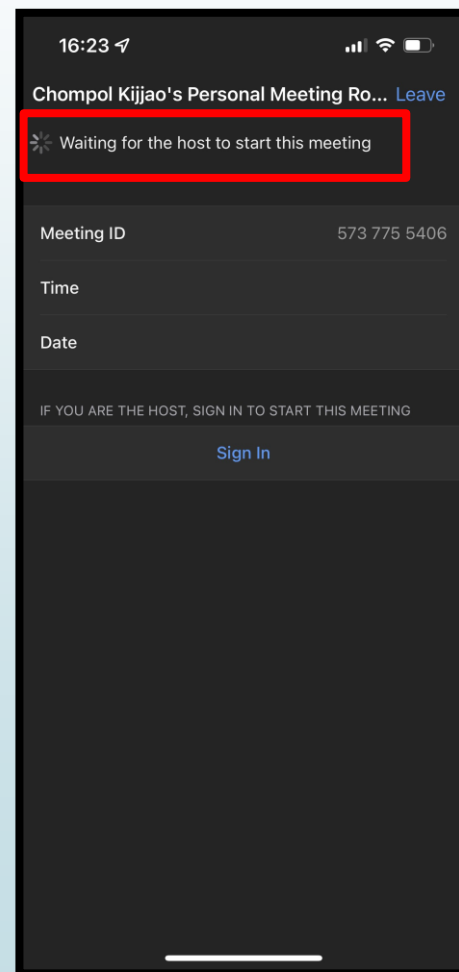 16:23
Chompol Kijjao's Personal Meeting Ro... Leave
Waiting for the host to start this meeting
Meeting ID 573 775 5406
Time
Date
IF YOU ARE THE HOST, SIGN IN TO START THIS MEETING
Sign In